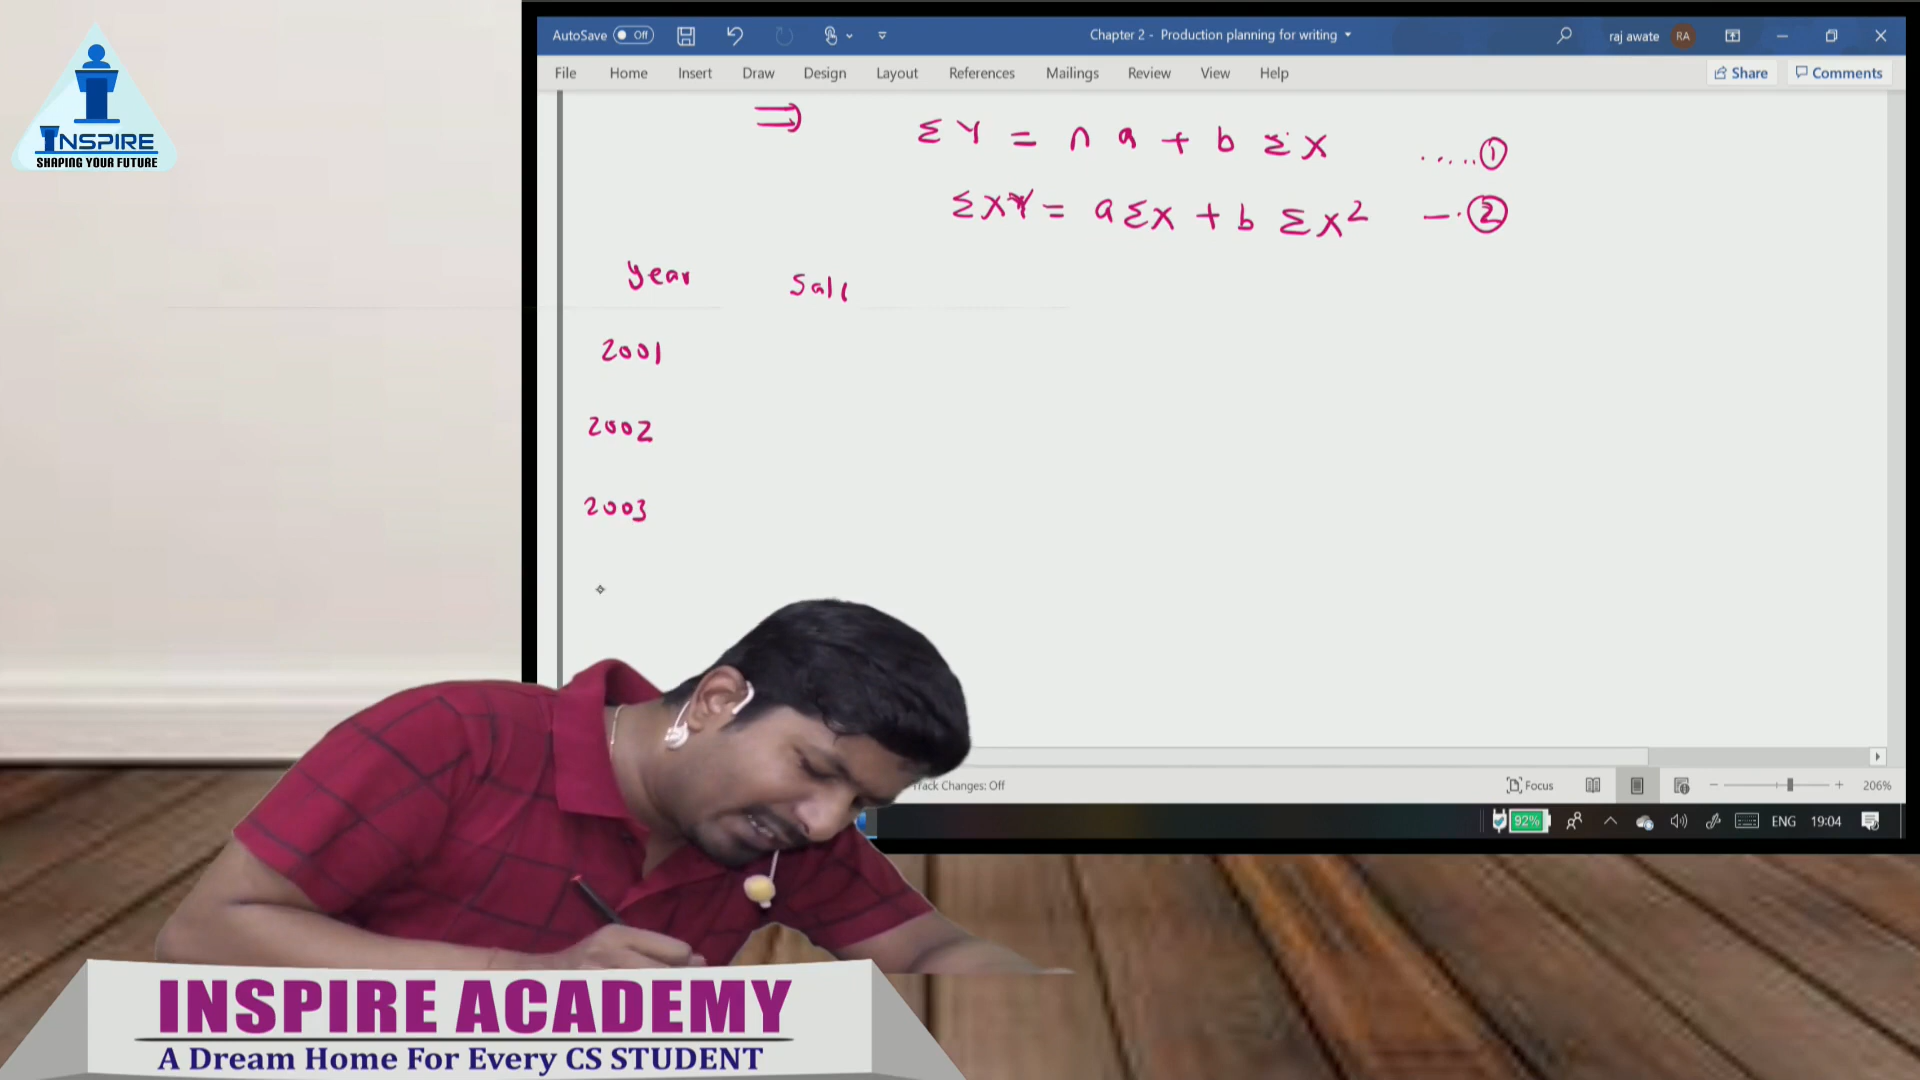 INSPIRE
SHAPING YOUR FUTURE
AutoSave Off
Chapter 2 - Production planning for writing
raj awate RA
File Home Insert Draw Design Layout References Mailings Review View Help Share Comments
⇒ ΣY = na + bΣX .....①
ΣXY = aΣX + bΣX² –·②
Year Sale
2001
2002
2003
Track Changes: Off
Focus
206%
92%
ENG 19:04
INSPIRE ACADEMY
A Dream Home For Every CS STUDENT